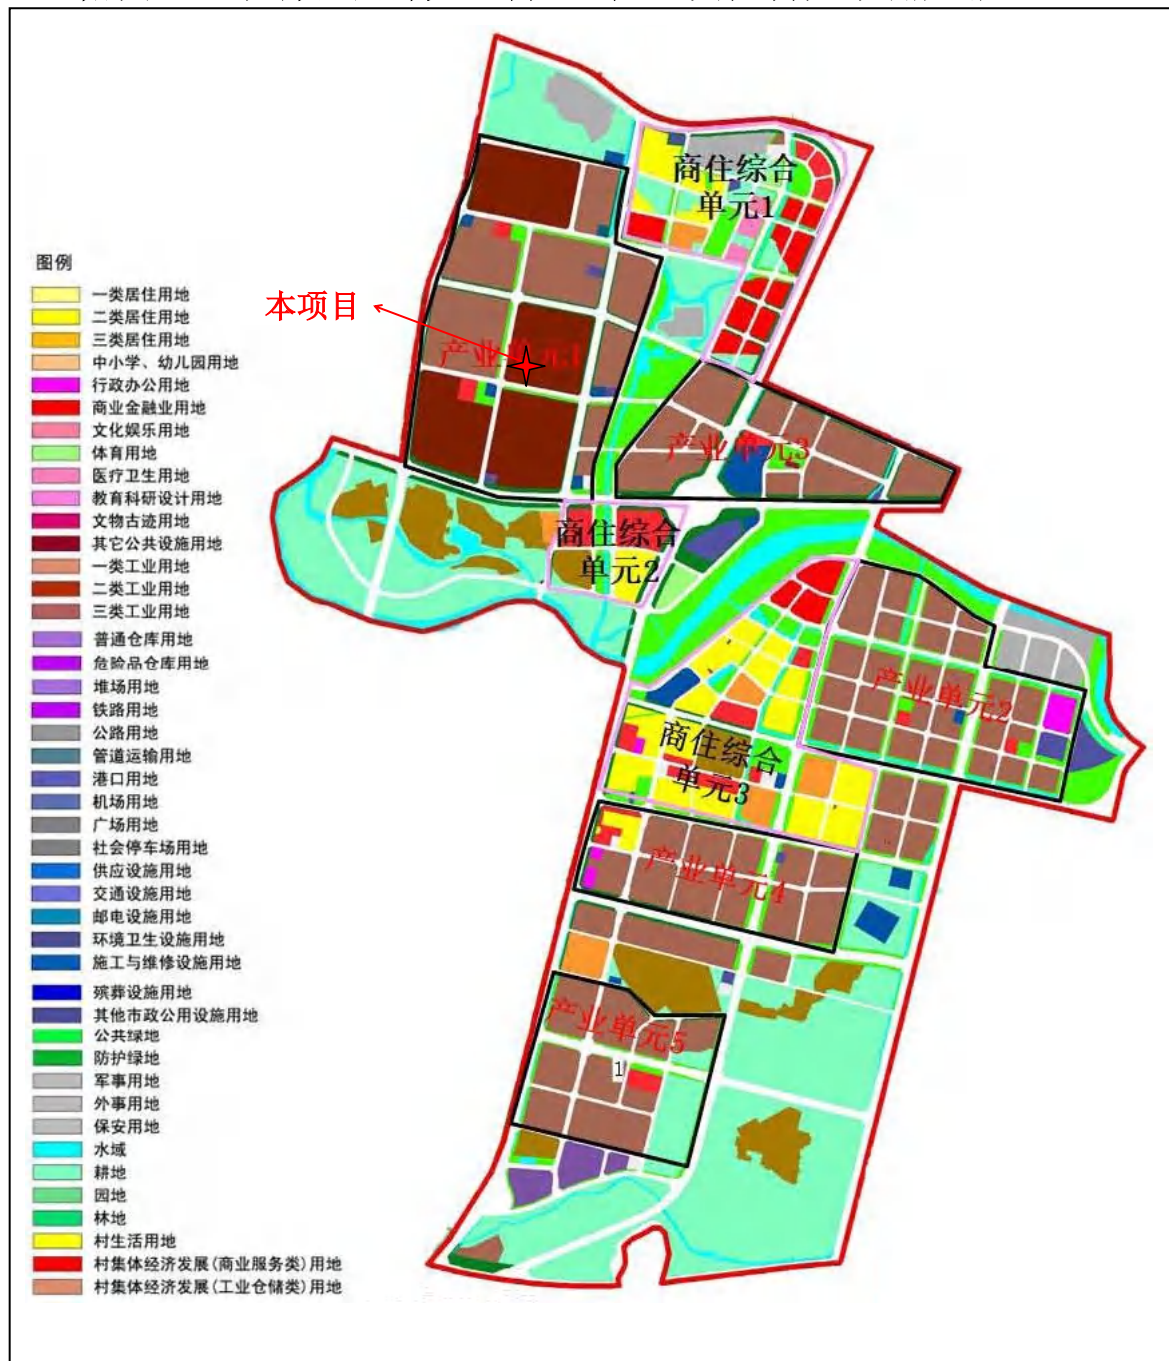 商住综合
单元1
图例
一类居住用地
二类居住用地
三类居住用地
中小学、幼儿园用地
行政办公用地
商业金融业用地
文化娱乐用地
体育用地
医疗卫生用地
教育科研设计用地
文物古迹用地
其它公共设施用地
一类工业用地
二类工业用地
三类工业用地
普通仓库用地
危险品仓库用地
堆场用地
铁路用地
公路用地
管道运输用地
港口用地
机场用地
广场用地
社会停车场用地
供应设施用地
交通设施用地
邮电设施用地
环境卫生设施用地
施工与维修设施用地
殡葬设施用地
其他市政公用设施用地
公共绿地
防护绿地
军事用地
外事用地
保安用地
水域
耕地
园地
林地
村生活用地
村集体经济发展(商业服务类)用地
村集体经济发展(工业仓储类)用地
本项目
产业单元1
产业单元3
商住综合
单元2
产业单元2
商住综合
单元3
产业单元4
产业单元5
1